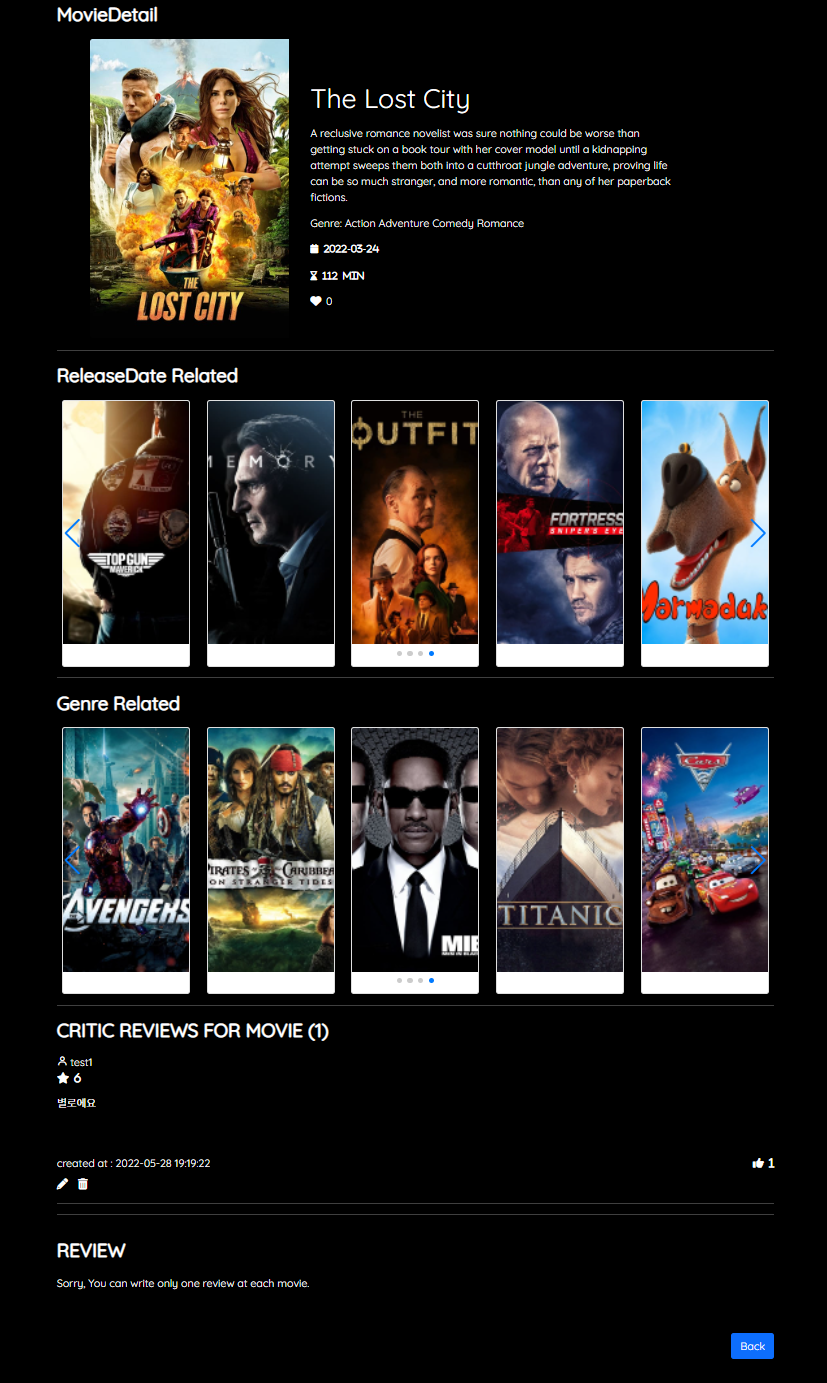 MovieDetail
The Lost City
A reclusive romance novelist was sure nothing could be worse than
getting stuck on a book tour with her cover model until a kidnapping
attempt sweeps them both into a cutthroat jungle adventure, proving life
can be so much stranger, and more romantic, than any of her paperback
fictions.
Genre: Action Adventure Comedy Romance
2022-03-24
112 MIN
0
THE
LOST CITY
ReleaseDate Related
TOP GUN
MAVERICK
MEMORY
THE
OUTFIT
FORTRESS
SNIPER'S EYE
Marmaduk
Genre Related
AVENGERS
PIRATES of the CARIBBEA
ON STRANGER TIDES
MIB
MEN IN BLACK
TITANIC
Cars 2
CRITIC REVIEWS FOR MOVIE (1)
test1
6
별로에요
created at : 2022-05-28 19:19:22
1
REVIEW
Sorry, You can write only one review at each movie.
Back